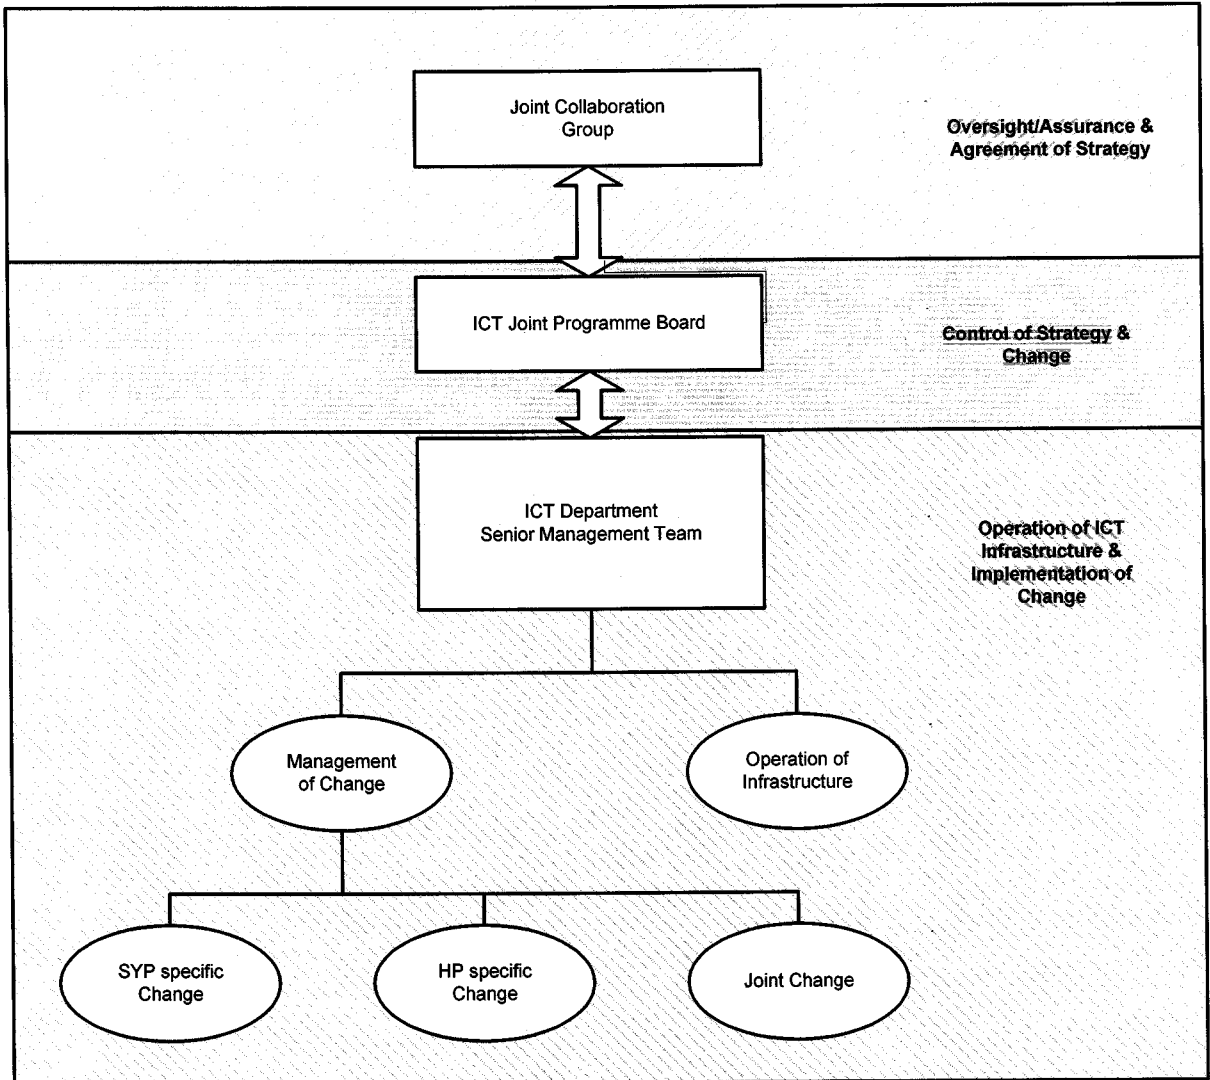 Joint Collaboration
Group
Oversight/Assurance &
Agreement of Strategy
ICT Joint Programme Board
Control of Strategy &
Change
ICT Department
Senior Management Team
Operation of ICT
Infrastructure &
Implementation of
Change
Management
of Change
Operation of
Infrastructure
SYP specific
Change
HP specific
Change
Joint Change